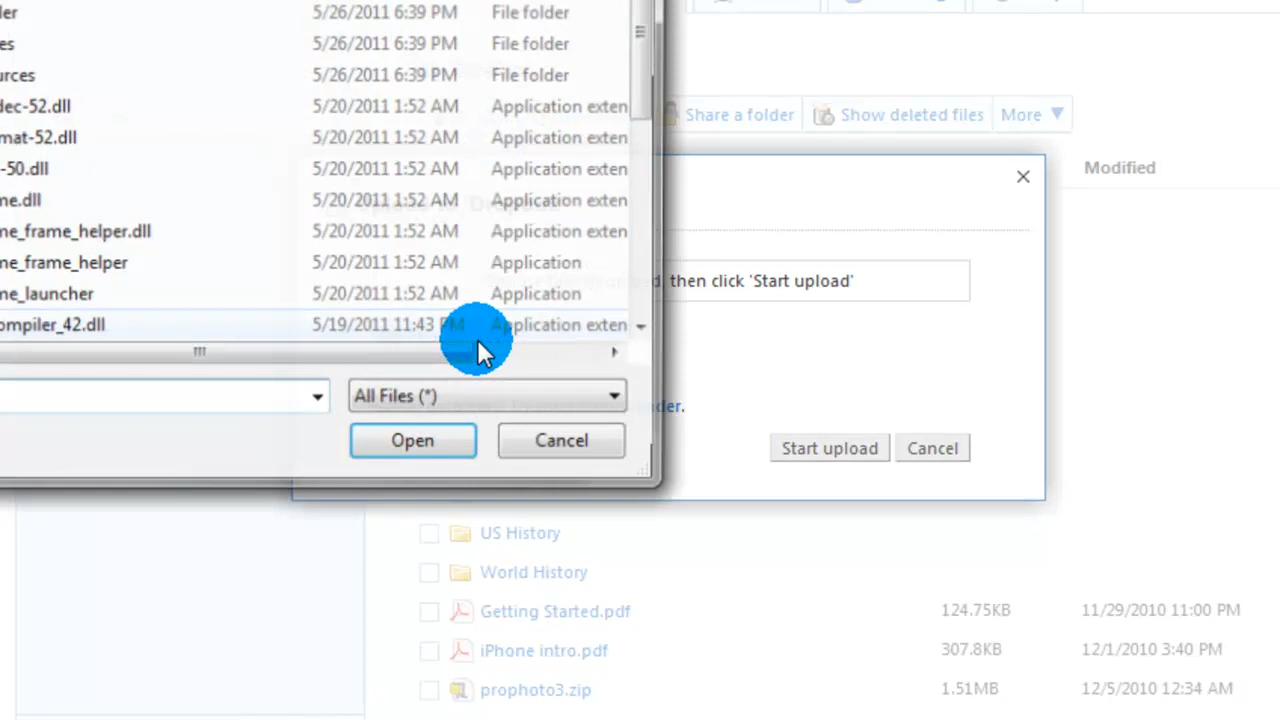 ler 5/26/2011 6:39 PM File folder
es 5/26/2011 6:39 PM File folder
urces 5/26/2011 6:39 PM File folder
dec-52.dll 5/20/2011 1:52 AM Application exten
mat-52.dll 5/20/2011 1:52 AM Application exten
-50.dll 5/20/2011 1:52 AM Application exten
me.dll 5/20/2011 1:52 AM Application exten
me_frame_helper.dll 5/20/2011 1:52 AM Application exten
me_frame_helper 5/20/2011 1:52 AM Application
me_launcher 5/20/2011 1:52 AM Application
ompiler_42.dll 5/19/2011 11:43 PM Application exten
All Files (*)
Open Cancel
Share a folder Show deleted files More
Modified
d, then click 'Start upload'
der.
Start upload Cancel
US History
World History
Getting Started.pdf 124.75KB 11/29/2010 11:00 PM
iPhone intro.pdf 307.8KB 12/1/2010 3:40 PM
prophoto3.zip 1.51MB 12/5/2010 12:34 AM